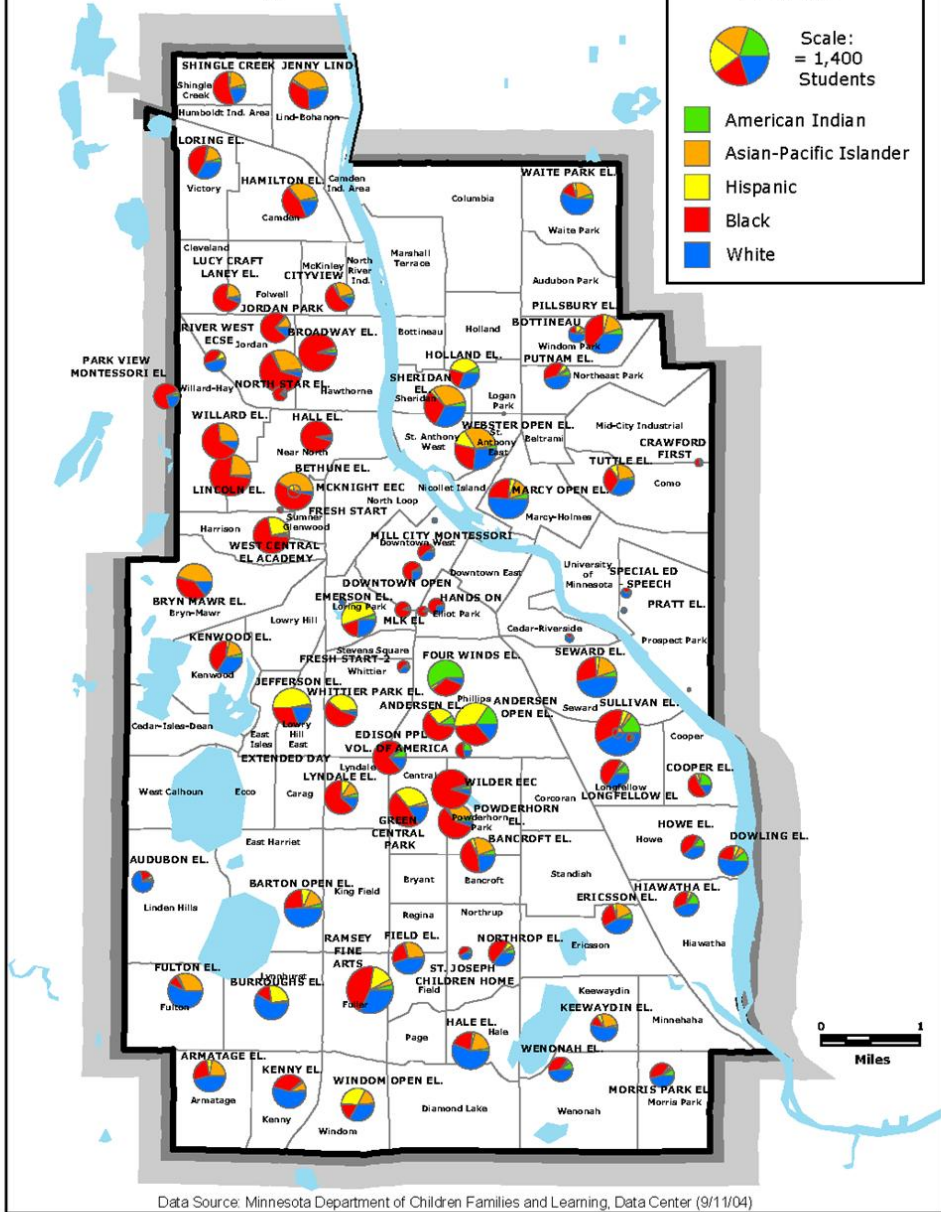 Scale:
= 1,400
Students
American Indian
Asian-Pacific Islander
Hispanic
Black
White
SHINGLE CREEK
JENNY LIND
Shingle
Creek
Humboldt Ind. Area
Lind-Bohanon
LORING EL.
Victory
HAMILTON EL.
Camden
Ind. Area
Camden
Columbia
WAITE PARK EL.
Waite Park
Cleveland
LUCY CRAFT
LANEY EL.
Folwell
McKinley
CITYVIEW
North
River
Ind.
Marshall
Terrace
Audubon Park
JORDAN PARK
RIVER WEST
ECSE
Jordan
BROADWAY EL.
Bottineau
Holland
PILLSBURY EL.
BOTTINEAU
Windom Park
PARK VIEW
MONTESSORI EL
Willard-Hay
NORTH STAR EL.
Hawthorne
HOLLAND EL.
PUTNAM EL.
Northeast Park
SHERIDAN
EL.
Sheridan
Logan
Park
WILLARD EL.
HALL EL.
Near North
St. Anthony
West
WEBSTER OPEN EL.
St.
Anthony
East
Beltrami
Mid-City Industrial
CRAWFORD
FIRST
LINCOLN EL.
BETHUNE EL.
MCKNIGHT EEC
North Loop
Nicollet Island
MARCY OPEN EL.
TUTTLE EL.
Como
FRESH START
Sumner
Glenwood
Harrison
WEST CENTRAL
EL ACADEMY
Marcy-Holmes
MILL CITY MONTESSORI
Downtown West
Downtown East
University
of
Minnesota
SPECIAL ED
- SPEECH
PRATT EL.
Prospect Park
BRYN MAWR EL.
Bryn-Mawr
DOWNTOWN OPEN
EMERSON EL.
Loring Park
HANDS ON
Elliot Park
MLK EL
Lowry Hill
Cedar-Riverside
KENWOOD EL.
Kenwood
Stevens Square
FRESH START-2
Whittier
FOUR WINDS EL.
SEWARD EL.
Seward
JEFFERSON EL.
WHITTIER PARK EL.
Phillips
ANDERSEN
OPEN EL.
ANDERSEN EL.
SULLIVAN EL.
Cedar-Isles-Dean
East
Isles
Lowry
Hill
East
EDISON PPL
VOL. OF AMERICA
Cooper
EXTENDED DAY
Lyndale
LYNDALE EL.
Central
WILDER EEC
Corcoran
Longfellow
LONGFELLOW EL
COOPER EL.
West Calhoun
Ecco
Carag
GREEN
CENTRAL
PARK
POWDERHORN
EL.
Powderhorn
Park
Howe
HOWE EL.
DOWLING EL.
East Harriet
BANCROFT EL.
Bancroft
Standish
AUDUBON EL.
Linden Hills
BARTON OPEN EL.
King Field
Bryant
HIAWATHA EL.
Hiawatha
ERICSSON EL.
Ericsson
Regina
Northrup
RAMSEY
FINE
ARTS
Fuller
FIELD EL.
Field
NORTHROP EL.
ST. JOSEPH
CHILDREN HOME
FULTON EL.
Fulton
Lynnhurst
BURROUGHS EL.
Keewaydin
KEEWAYDIN EL.
Minnehaha
Page
HALE EL.
Hale
WENONAH EL.
Wenonah
0 1
Miles
ARMATAGE EL.
Armatage
KENNY EL.
Kenny
WINDOM OPEN EL.
Windom
Diamond Lake
MORRIS PARK EL.
Morris Park
Data Source: Minnesota Department of Children Families and Learning, Data Center (9/11/04)